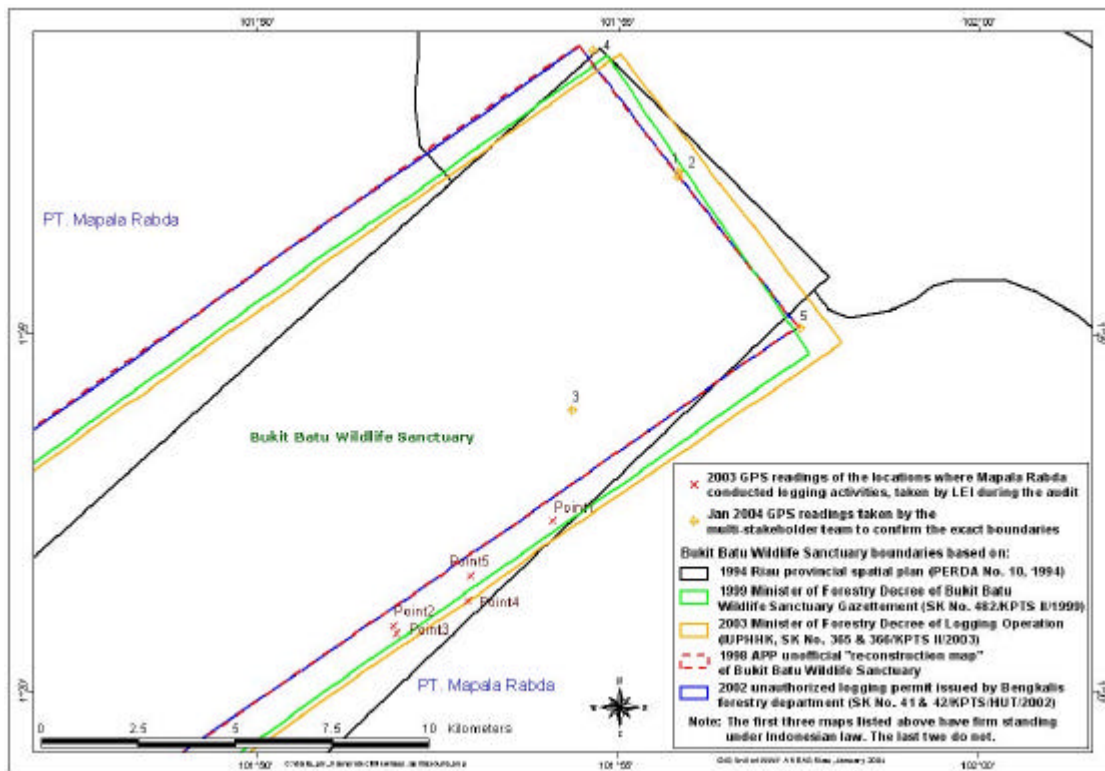 101°50'
101°55'
102°00'
4
1
2
PT. Mapala Rabda
5
1°25'
3
Bukit Batu Wildlife Sanctuary
Point1
Point5
Point4
Point2
Point3
PT. Mapala Rabda
1°20'
1°20'
N
0 2.5 5 7.5 10 Kilometers
2003 GPS readings of the locations where Mapala Rabda
conducted logging activities, taken by LEI during the audit
Jan 2004 GPS readings taken by the
multi-stakeholder team to confirm the exact boundaries
Bukit Batu Wildlife Sanctuary boundaries based on:
1994 Riau provincial spatial plan (PERDA No. 10, 1994)
1999 Minister of Forestry Decree of Bukit Batu
Wildlife Sanctuary Gazettement (SK No. 482/KPTS II/1999)
2003 Minister of Forestry Decree of Logging Operation
(IUPHHK, SK No. 365 & 366/KPTS II/2003)
1998 APP unofficial "reconstruction map"
of Bukit Batu Wildlife Sanctuary
2002 unauthorized logging permit issued by Bengkalis
forestry department (SK No. 41 & 42/KPTS/HUT/2002)
Note: The first three maps listed above have firm standing
under Indonesian law. The last two do not.
101°50'
101°55'
102°00'
January 2004